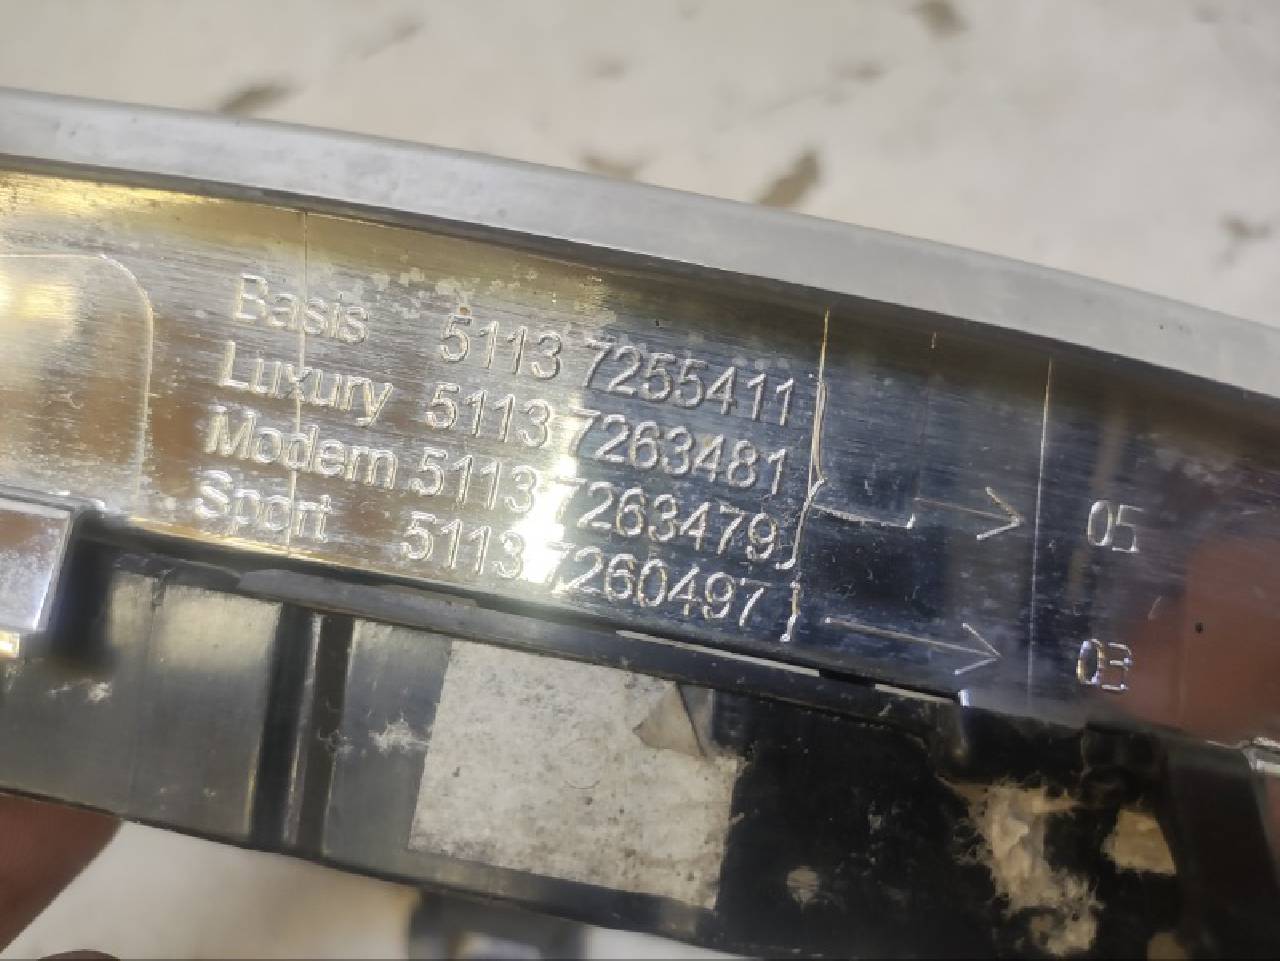 Basis 5113 7255411
Luxury 5113 7263481
Modern 5113 7263479
Sport 5113 7260497
05
03